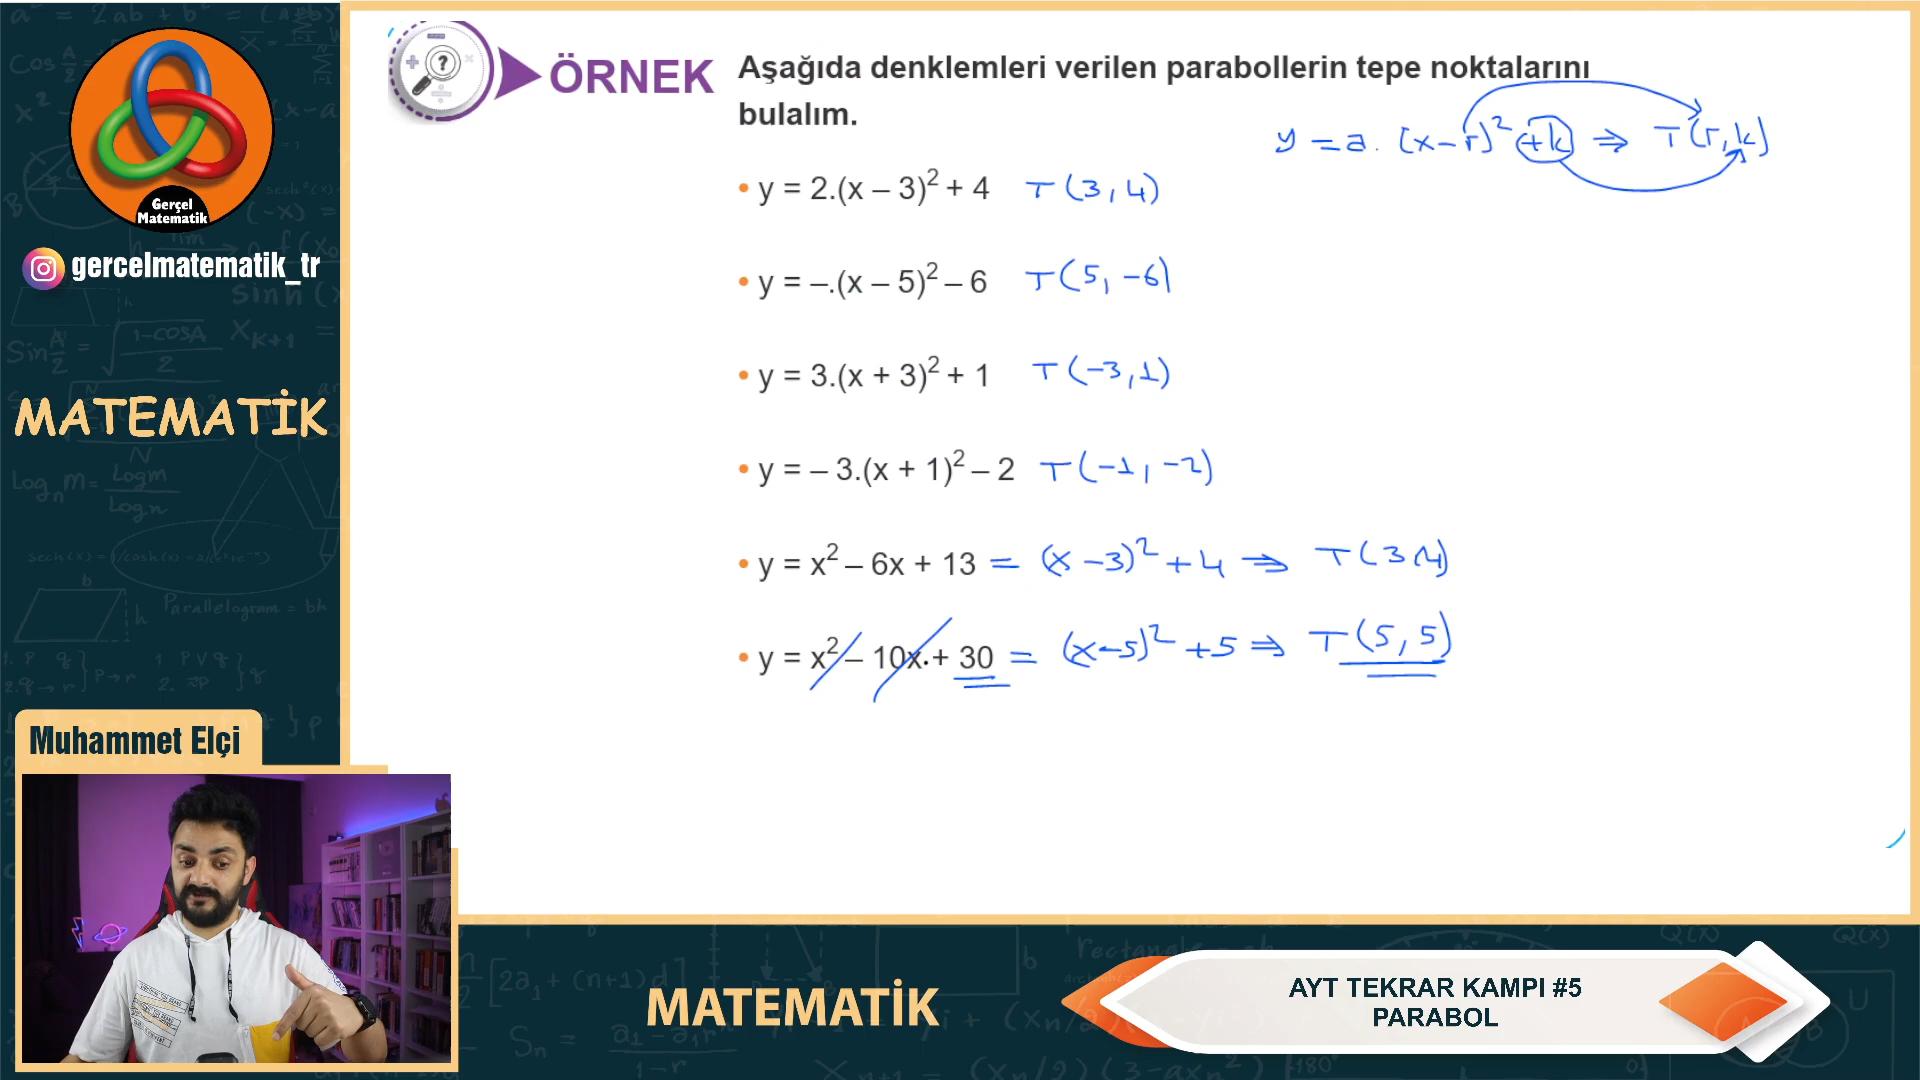 Gerçel
Matematik
gercelmatematik_tr
MATEMATİK
ÖRNEK
Aşağıda denklemleri verilen parabollerin tepe noktalarını
bulalım.
y = a.(x-r)² +k ⇒ T(r,k)
• y = 2.(x – 3)² + 4 T(3,4)
• y = –.(x – 5)² – 6 T(5,-6)
• y = 3.(x + 3)² + 1 T(-3,1)
• y = – 3.(x + 1)² – 2 T(-1,-2)
• y = x² – 6x + 13 = (x-3)² +4 ⇒ T(3,4)
• y = x² – 10x + 30 = (x-5)² +5 ⇒ T(5,5)
Muhammet Elçi
MATEMATİK
AYT TEKRAR KAMPI #5
PARABOL